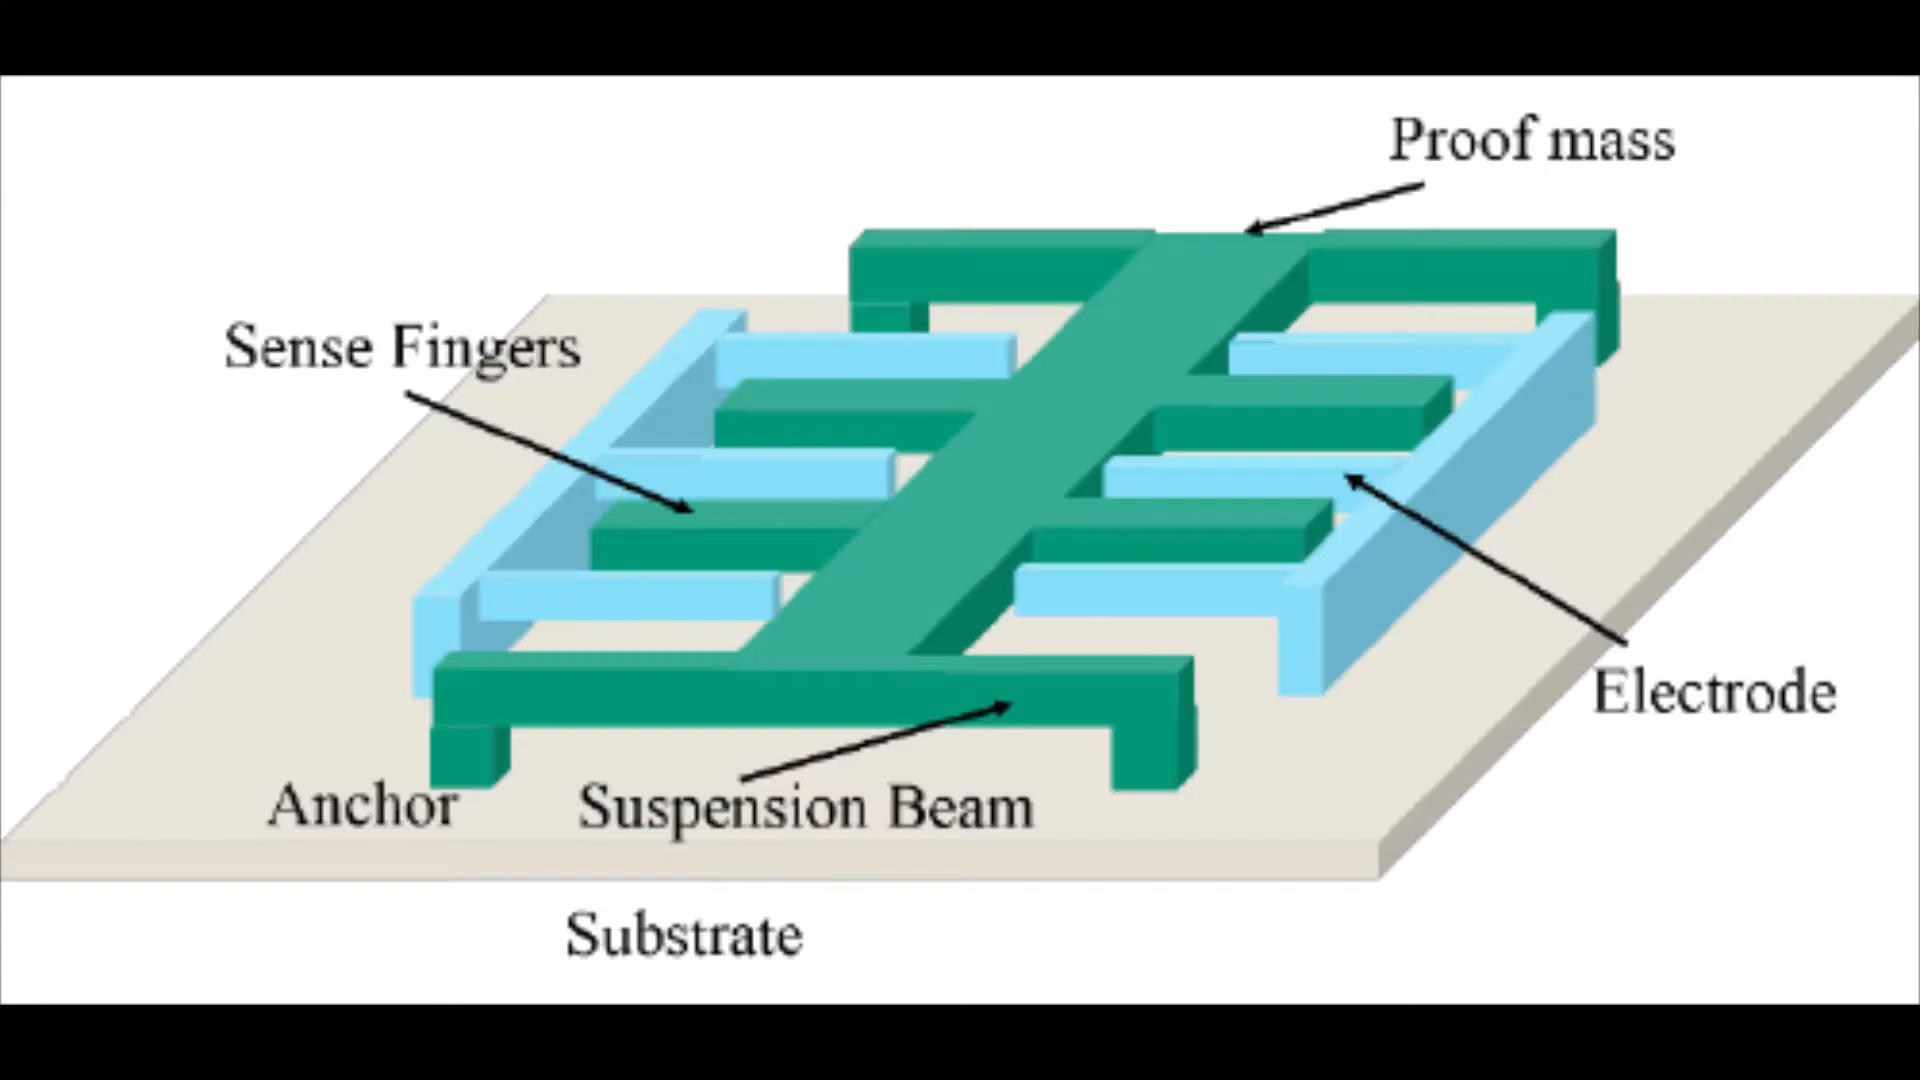 Proof mass
Sense Fingers
Electrode
Anchor
Suspension Beam
Substrate